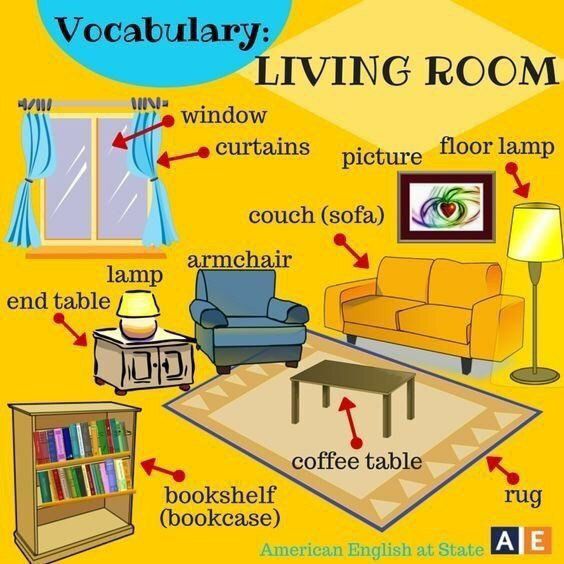 Vocabulary:
LIVING ROOM
window
curtains
picture
floor lamp
couch (sofa)
armchair
lamp
end table
coffee table
bookshelf
(bookcase)
rug
American English at State
A E